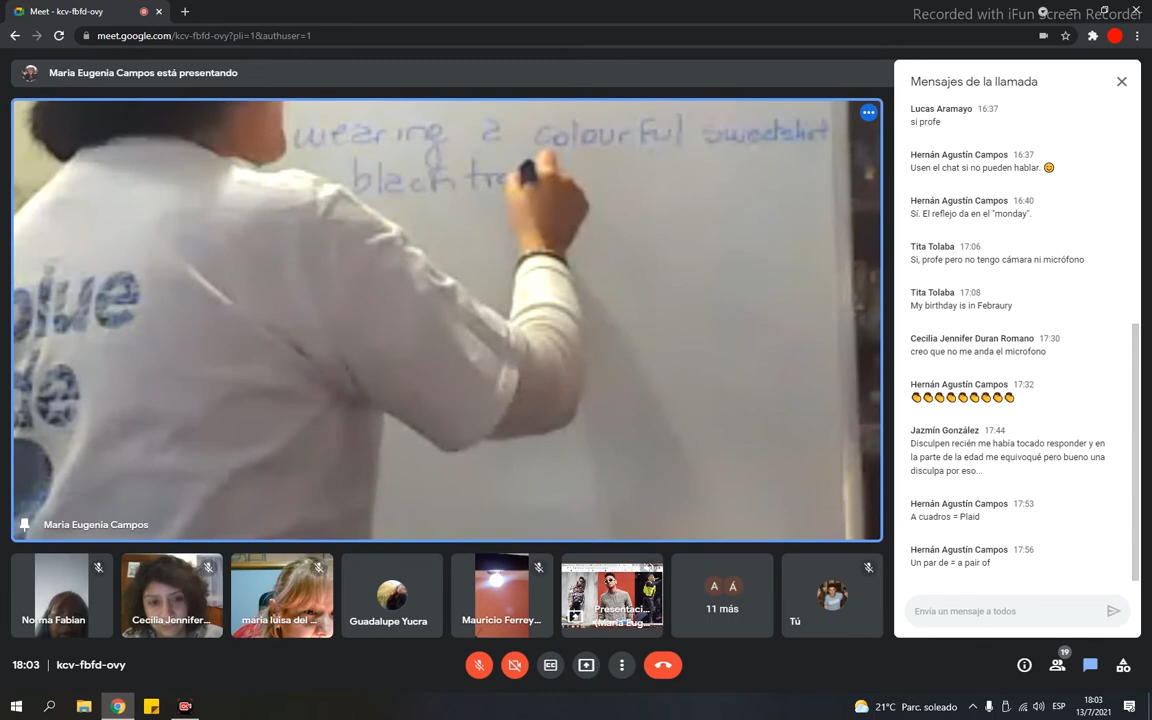 Meet - kcv-fbfd-ovy
Recorded with iFun Screen Recorder
meet.google.com/kcv-fbfd-ovy?pli=1&authuser=1
Maria Eugenia Campos está presentando
wearing a colourful sweatshirt
black tro
blue
de
Maria Eugenia Campos
Norma Fabian
Cecilia Jennifer...
maria luisa del ...
Guadalupe Yucra
Mauricio Ferrey...
Presentaci...
(Maria Eug...
A Á
11 más
Tú
18:03 kcv-fbfd-ovy
19
Mensajes de la llamada
Lucas Aramayo 16:37
si profe
Hernán Agustín Campos 16:37
Usen el chat si no pueden hablar. 😊
Hernán Agustín Campos 16:40
Sí. El reflejo da en el "monday".
Tita Tolaba 17:06
Si, profe pero no tengo cámara ni micrófono
Tita Tolaba 17:08
My birthday is in Febraury
Cecilia Jennifer Duran Romano 17:30
creo que no me anda el microfono
Hernán Agustín Campos 17:32
👏👏👏👏👏👏👏👏👏
Jazmín González 17:44
Disculpen recién me había tocado responder y en
la parte de la edad me equivoqué pero bueno una
disculpa por eso...
Hernán Agustín Campos 17:53
A cuadros = Plaid
Hernán Agustín Campos 17:56
Un par de = a pair of
Envía un mensaje a todos
21°C Parc. soleado
ESP
18:03
13/7/2021